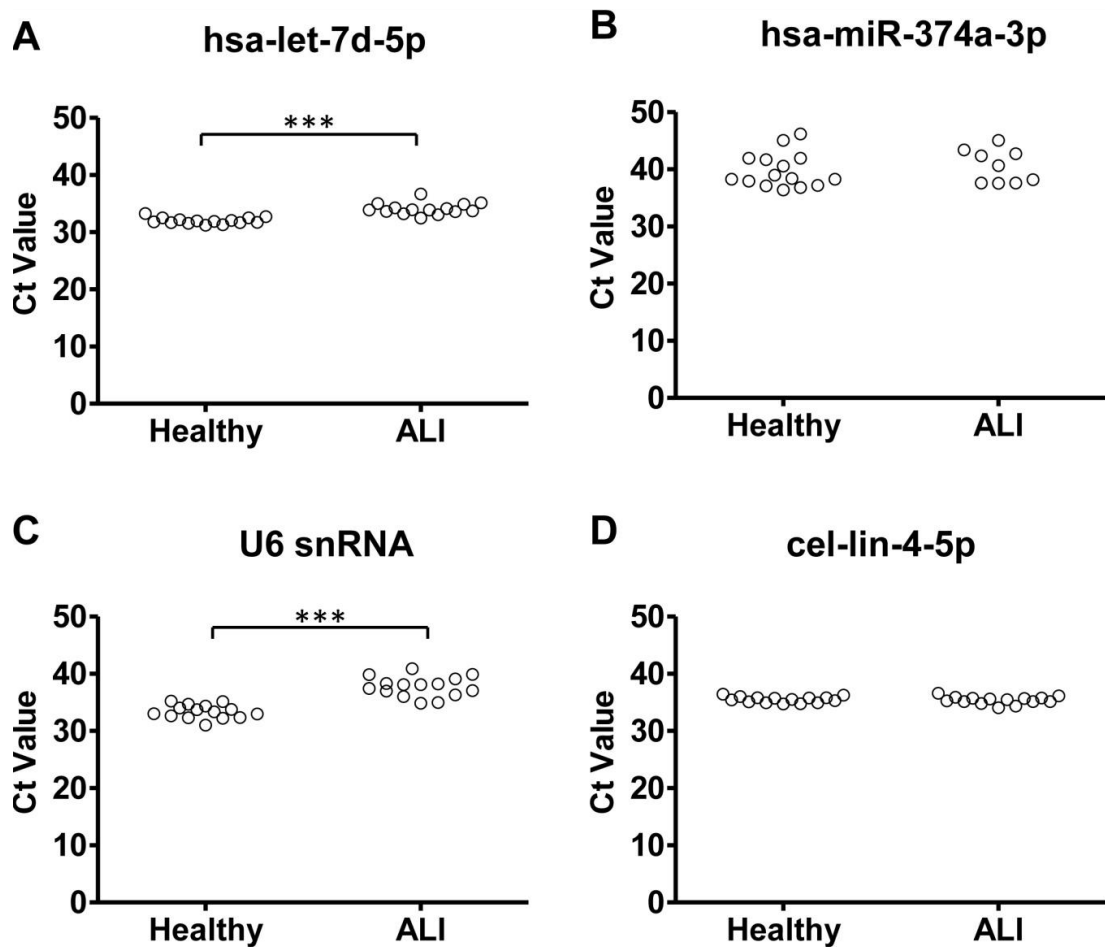 A
hsa-let-7d-5p
Ct Value
50
40
30
20
10
0
***
Healthy
ALI
B
hsa-miR-374a-3p
Ct Value
50
40
30
20
10
0
Healthy
ALI
C
U6 snRNA
Ct Value
50
40
30
20
10
0
***
Healthy
ALI
D
cel-lin-4-5p
Ct Value
50
40
30
20
10
0
Healthy
ALI